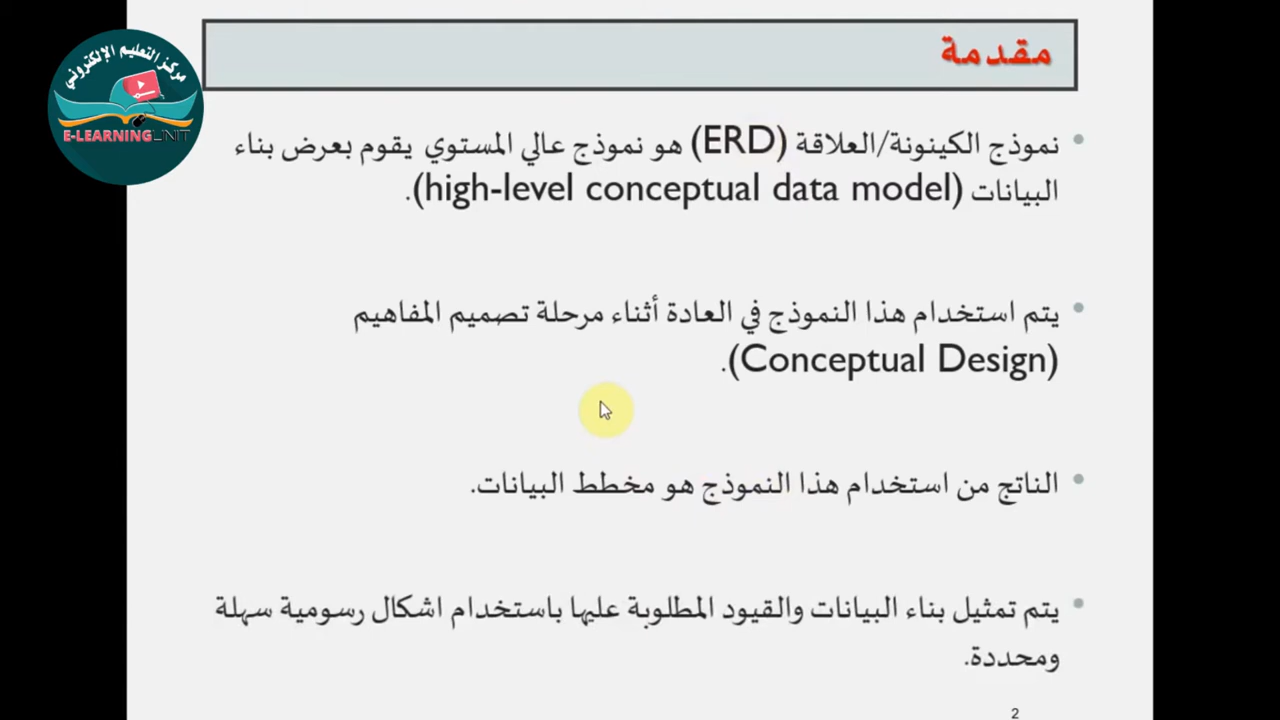 مقدمة
مركز التعليم الإلكتروني
E-LEARNING UNIT
نموذج الكينونة/العلاقة (ERD) هو نموذج عالي المستوي يقوم بعرض بناء
البيانات (high-level conceptual data model).
يتم استخدام هذا النموذج في العادة أثناء مرحلة تصميم المفاهيم
(Conceptual Design).
الناتج من استخدام هذا النموذج هو مخطط البيانات.
يتم تمثيل بناء البيانات والقيود المطلوبة عليها باستخدام اشكال رسومية سهلة
ومحددة.
2